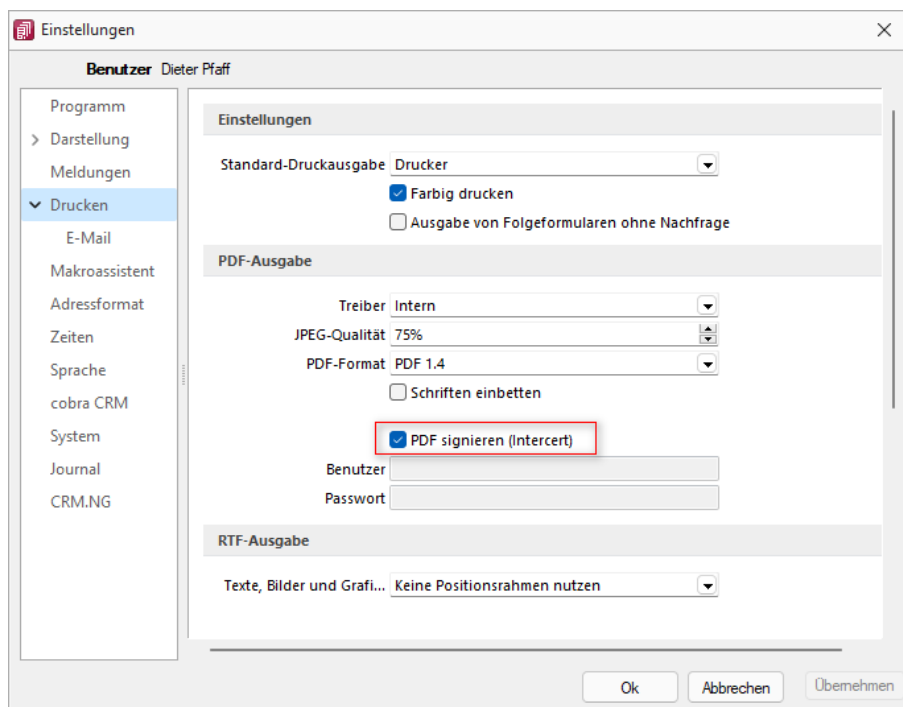 Einstellungen
Benutzer Dieter Pfaff
Programm
Darstellung
Meldungen
Drucken
E-Mail
Makroassistent
Adressformat
Zeiten
Sprache
cobra CRM
System
Journal
CRM.NG
Einstellungen
Standard-Druckausgabe Drucker
Farbig drucken
Ausgabe von Folgeformularen ohne Nachfrage
PDF-Ausgabe
Treiber Intern
JPEG-Qualität 75%
PDF-Format PDF 1.4
Schriften einbetten
PDF signieren (Intercert)
Benutzer
Passwort
RTF-Ausgabe
Texte, Bilder und Grafi... Keine Positionsrahmen nutzen
Ok Abbrechen Übernehmen